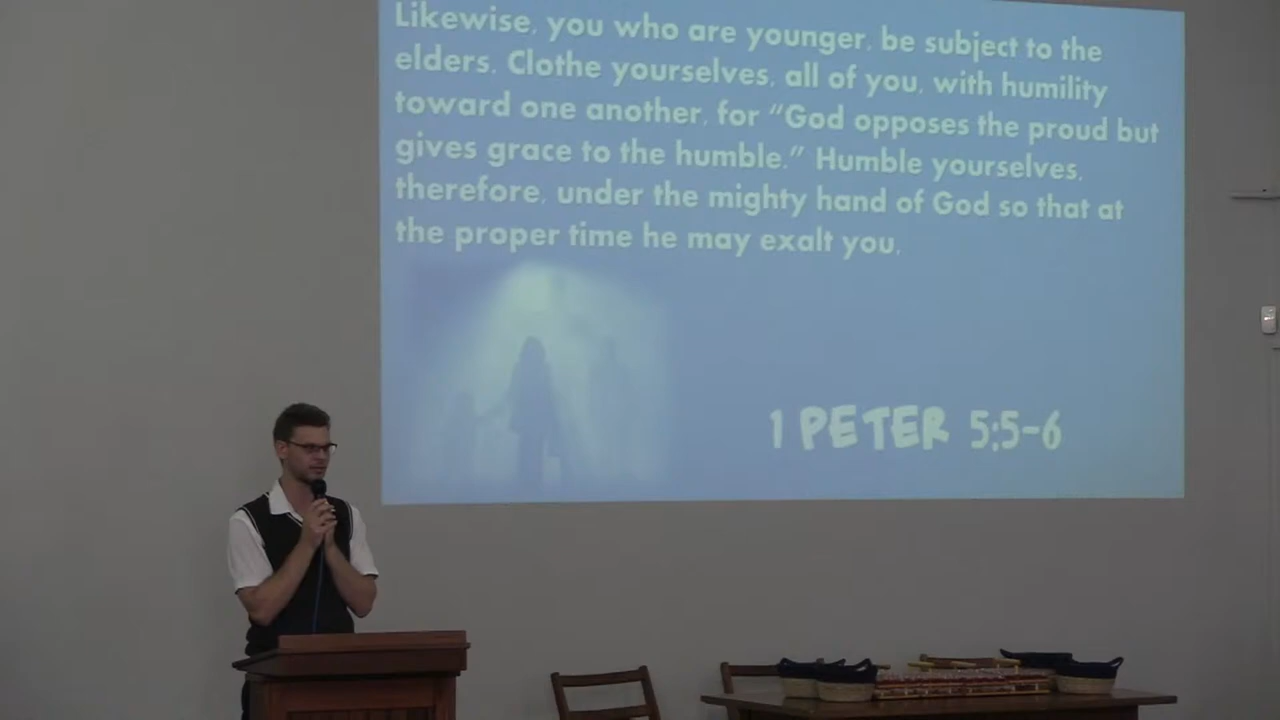 Likewise, you who are younger, be subject to the
elders. Clothe yourselves, all of you, with humility
toward one another, for “God opposes the proud but
gives grace to the humble.” Humble yourselves,
therefore, under the mighty hand of God so that at
the proper time he may exalt you,
1 PETER 5:5-6